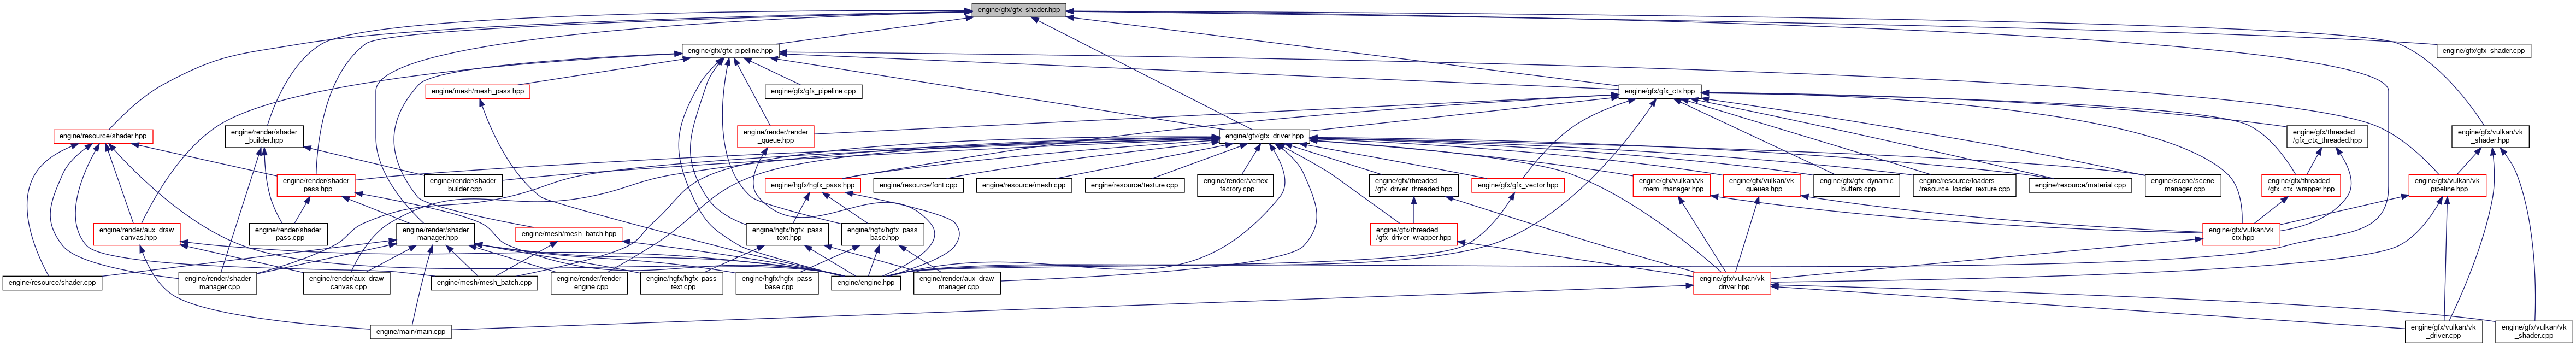 engine/gfx/gfx_shader.hpp
engine/gfx/gfx_pipeline.hpp
engine/gfx/gfx_shader.cpp
engine/mesh/mesh_pass.hpp
engine/gfx/gfx_pipeline.cpp
engine/gfx/gfx_ctx.hpp
engine/resource/shader.hpp
engine/render/shader
_builder.hpp
engine/render/render
_queue.hpp
engine/gfx/gfx_driver.hpp
engine/gfx/threaded
/gfx_ctx_threaded.hpp
engine/gfx/vulkan/vk
_shader.hpp
engine/render/shader
_pass.hpp
engine/render/shader
_builder.cpp
engine/hgfx/hgfx_pass.hpp
engine/resource/font.cpp
engine/resource/mesh.cpp
engine/resource/texture.cpp
engine/render/vertex
_factory.cpp
engine/gfx/threaded
/gfx_driver_threaded.hpp
engine/gfx/gfx_vector.hpp
engine/gfx/vulkan/vk
_mem_manager.hpp
engine/gfx/vulkan/vk
_queues.hpp
engine/gfx/gfx_dynamic
_buffers.cpp
engine/resource/loaders
/resource_loader_texture.cpp
engine/resource/material.cpp
engine/scene/scene
_manager.cpp
engine/gfx/threaded
/gfx_ctx_wrapper.hpp
engine/gfx/vulkan/vk
_pipeline.hpp
engine/render/aux_draw
_canvas.hpp
engine/render/shader
_pass.cpp
engine/render/shader
_manager.hpp
engine/mesh/mesh_batch.hpp
engine/hgfx/hgfx_pass
_text.hpp
engine/hgfx/hgfx_pass
_base.hpp
engine/gfx/threaded
/gfx_driver_wrapper.hpp
engine/gfx/vulkan/vk
_ctx.hpp
engine/resource/shader.cpp
engine/render/shader
_manager.cpp
engine/render/aux_draw
_canvas.cpp
engine/mesh/mesh_batch.cpp
engine/render/render
_engine.cpp
engine/hgfx/hgfx_pass
_text.cpp
engine/hgfx/hgfx_pass
_base.cpp
engine/engine.hpp
engine/render/aux_draw
_manager.cpp
engine/gfx/vulkan/vk
_driver.hpp
engine/main/main.cpp
engine/gfx/vulkan/vk
_driver.cpp
engine/gfx/vulkan/vk
_shader.cpp